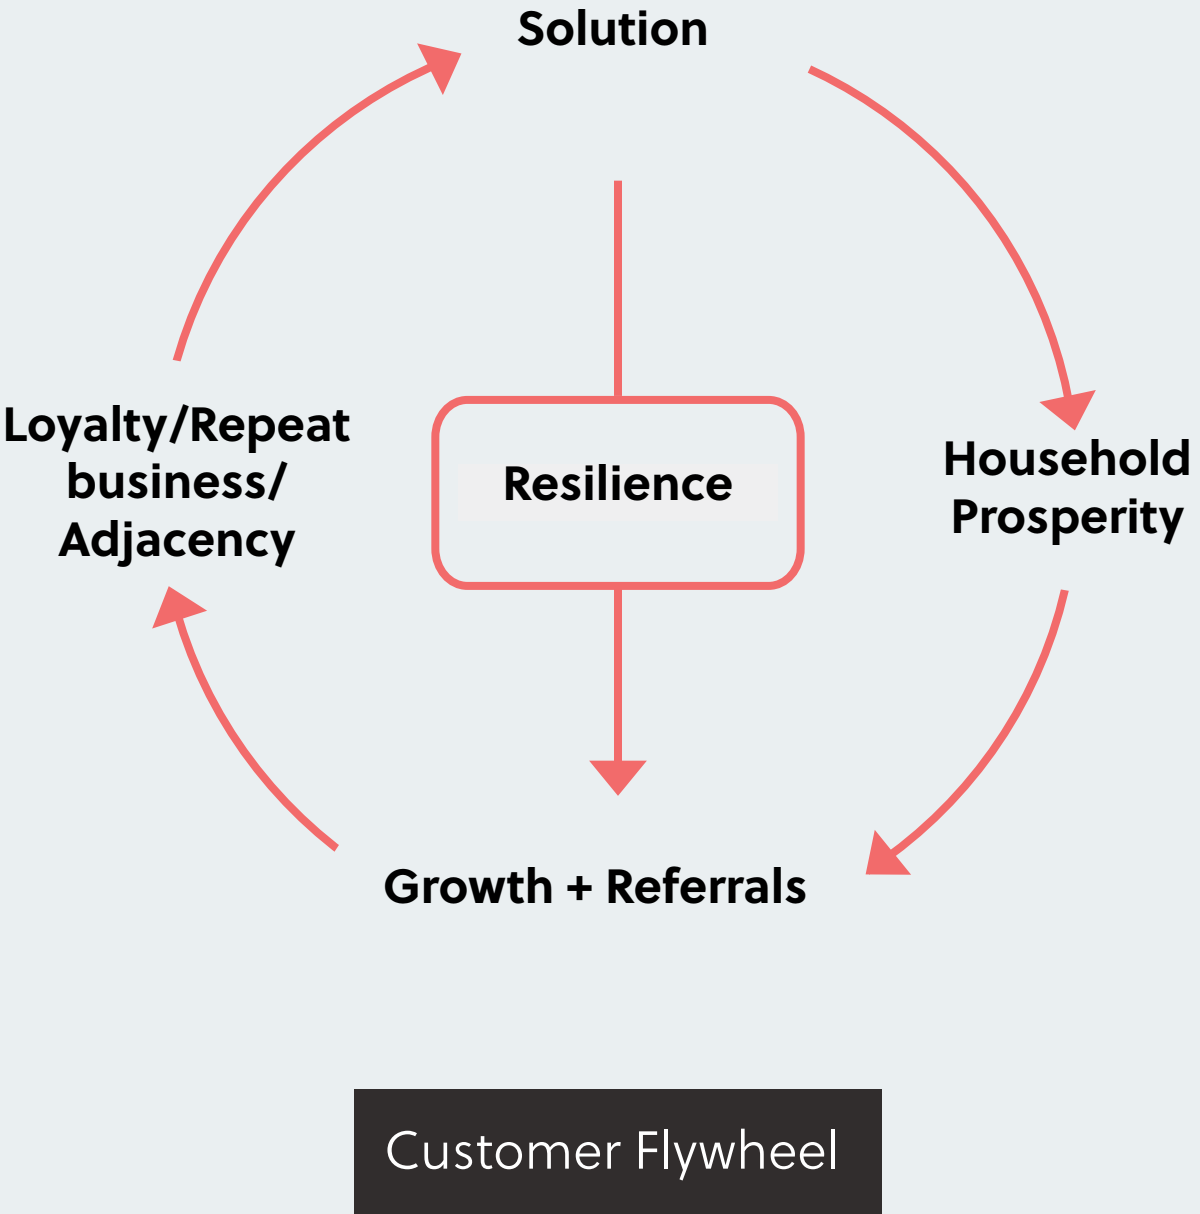 Solution
Loyalty/Repeat
business/
Adjacency
Resilience
Household
Prosperity
Growth + Referrals
Customer Flywheel